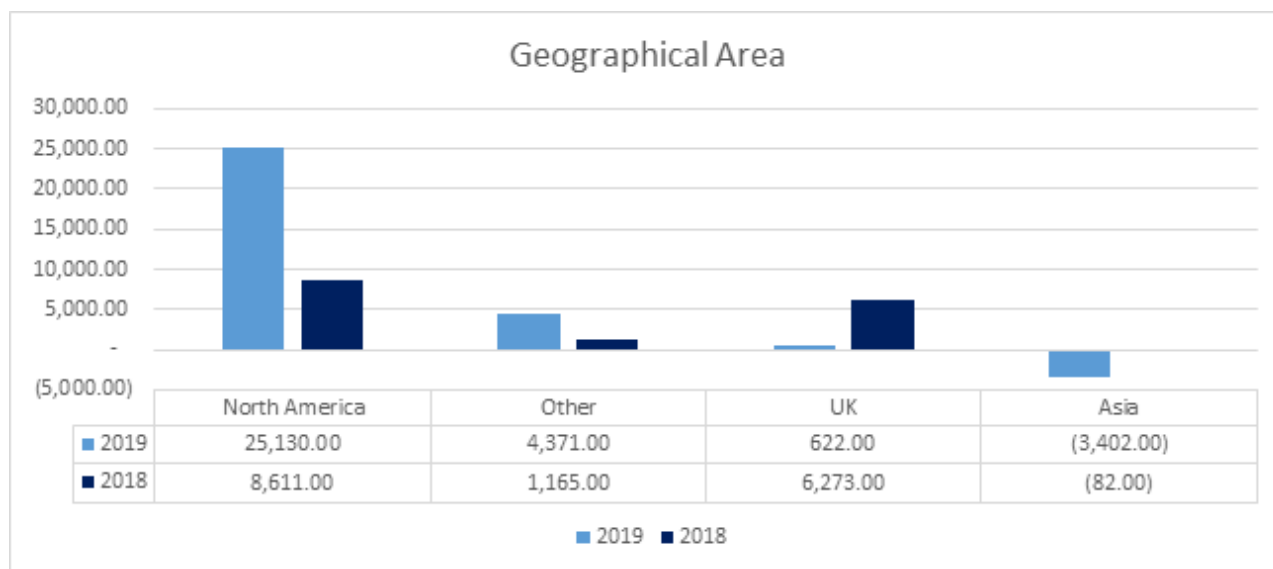 Geographical Area
30,000.00
25,000.00
20,000.00
15,000.00
10,000.00
5,000.00
-
(5,000.00)
North America Other UK Asia
2019 25,130.00 4,371.00 622.00 (3,402.00)
2018 8,611.00 1,165.00 6,273.00 (82.00)
2019 2018